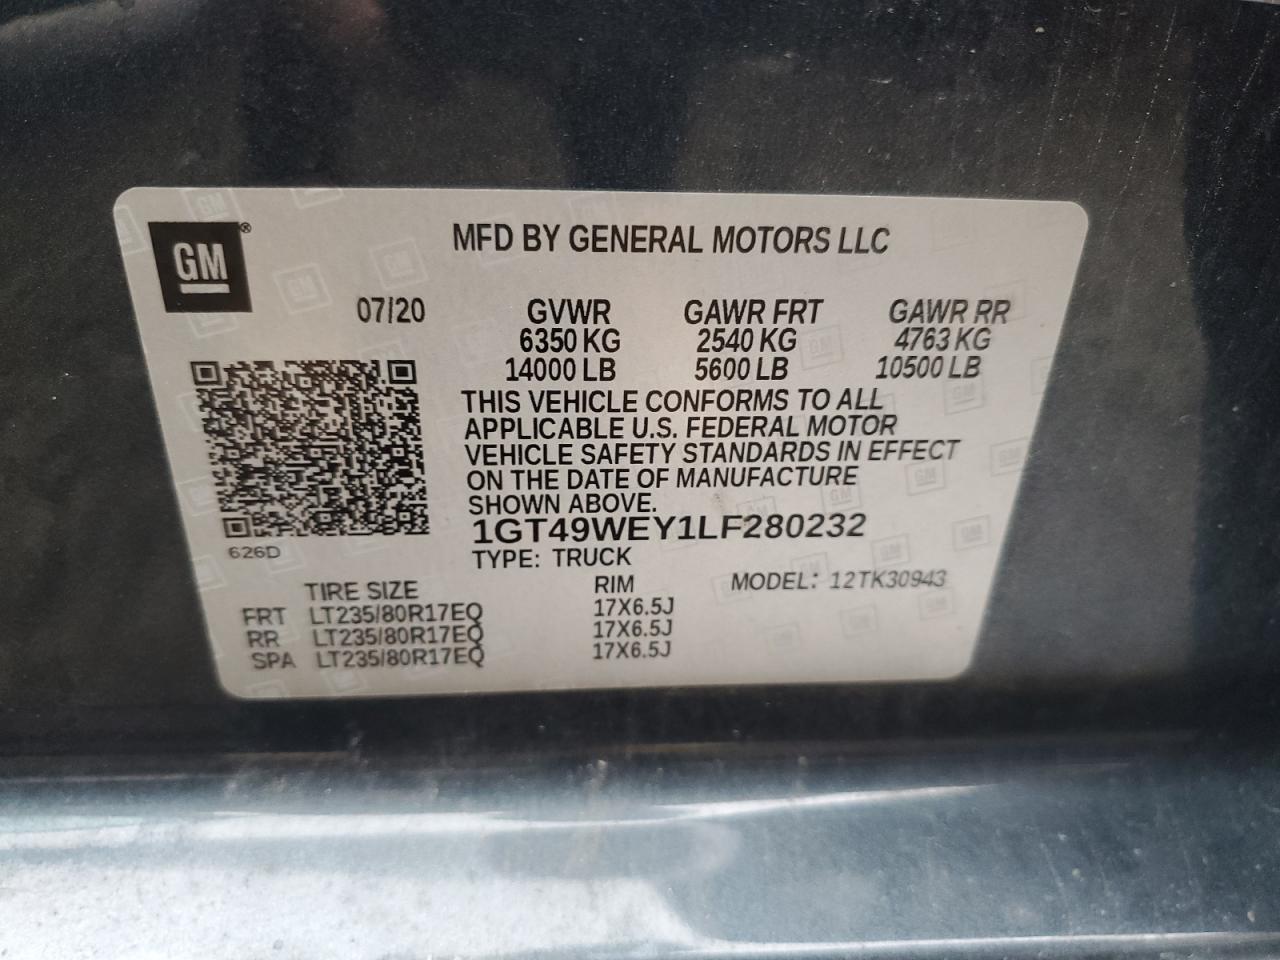 GM®
MFD BY GENERAL MOTORS LLC
07/20 GVWR GAWR FRT GAWR RR
6350 KG 2540 KG 4763 KG
14000 LB 5600 LB 10500 LB
THIS VEHICLE CONFORMS TO ALL
APPLICABLE U.S. FEDERAL MOTOR
VEHICLE SAFETY STANDARDS IN EFFECT
ON THE DATE OF MANUFACTURE
SHOWN ABOVE.
1GT49WEY1LF280232
626D
TYPE: TRUCK
TIRE SIZE RIM MODEL: 12TK30943
FRT LT235/80R17EQ 17X6.5J
RR LT235/80R17EQ 17X6.5J
SPA LT235/80R17EQ 17X6.5J